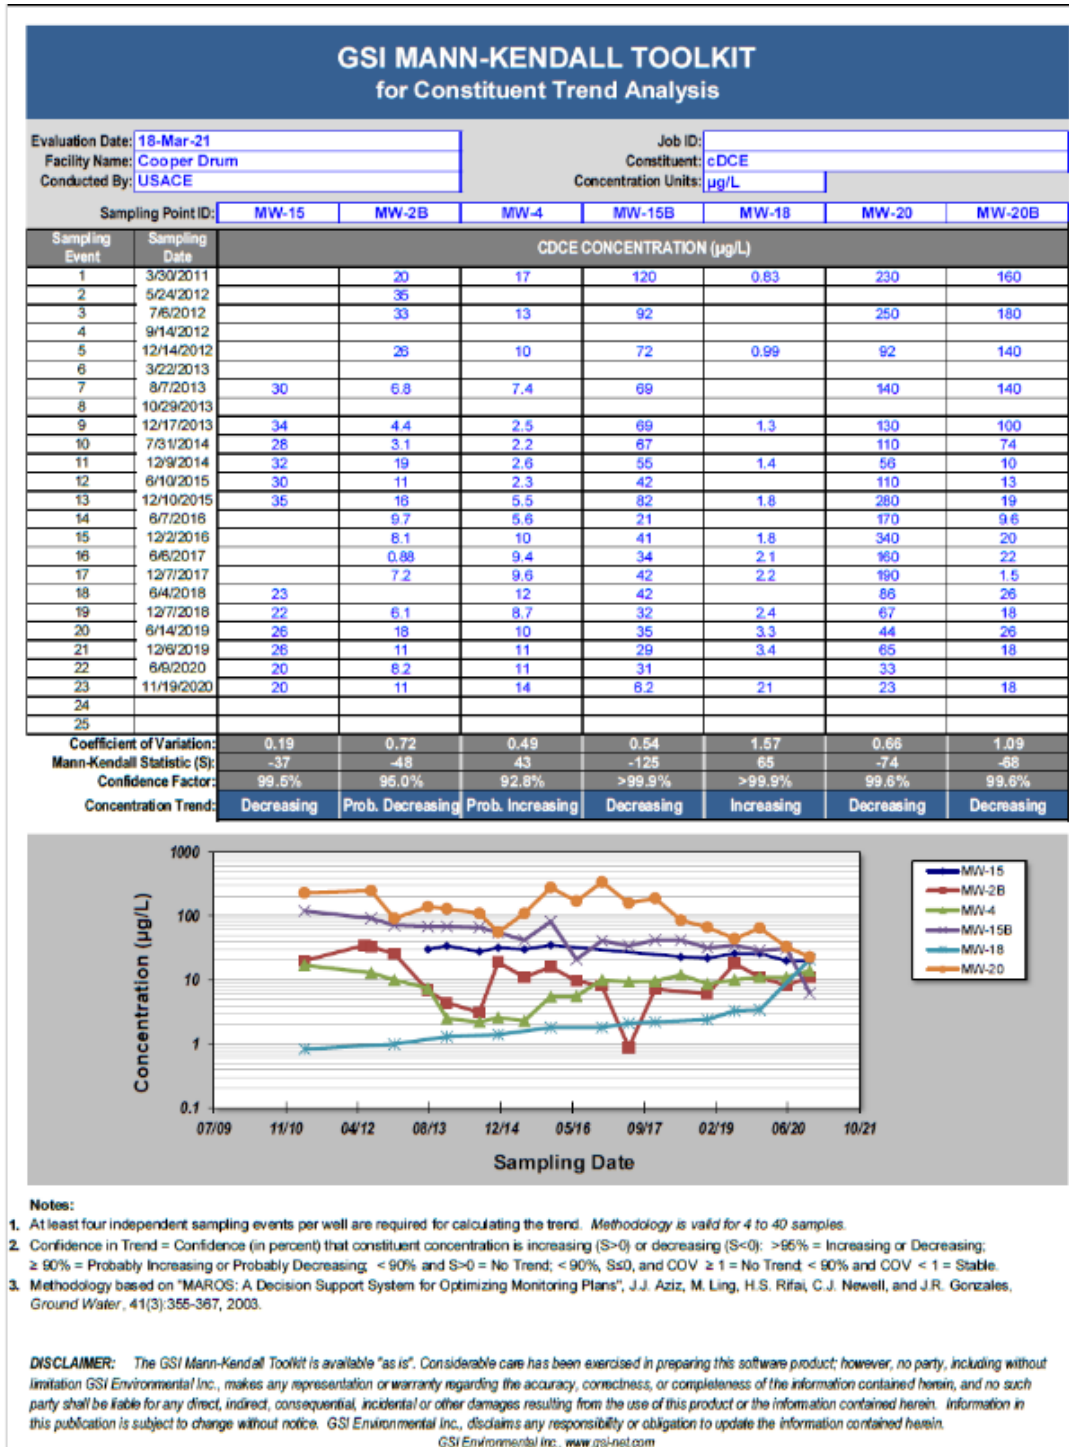 GSI MANN-KENDALL TOOLKIT
for Constituent Trend Analysis
Evaluation Date: 18-Mar-21 Job ID:
Facility Name: Cooper Drum Constituent: cDCE
Conducted By: USACE Concentration Units: µg/L
Sampling Point ID: MW-15 MW-2B MW-4 MW-15B MW-18 MW-20 MW-20B
Sampling Event Sampling Date CDCE CONCENTRATION (µg/L)
1 3/30/2011 20 17 120 0.83 230 160
2 5/24/2012 35
3 7/6/2012 33 13 92 250 180
4 9/14/2012
5 12/14/2012 26 10 72 0.99 92 140
6 3/22/2013
7 8/7/2013 30 6.8 7.4 69 140 140
8 10/29/2013
9 12/17/2013 34 4.4 2.5 69 1.3 130 100
10 7/31/2014 28 3.1 2.2 67 110 74
11 12/9/2014 32 19 2.6 55 1.4 56 10
12 6/10/2015 30 11 2.3 42 110 13
13 12/10/2015 35 16 5.5 82 1.8 280 19
14 6/7/2016 9.7 5.6 21 170 9.6
15 12/2/2016 8.1 10 41 1.8 340 20
16 6/6/2017 0.88 9.4 34 2.1 160 22
17 12/7/2017 7.2 9.6 42 2.2 190 1.5
18 6/4/2018 23 12 42 86 26
19 12/7/2018 22 6.1 8.7 32 2.4 67 18
20 6/14/2019 26 18 10 35 3.3 44 26
21 12/6/2019 26 11 11 29 3.4 65 18
22 6/9/2020 20 8.2 11 31 33
23 11/19/2020 20 11 14 6.2 21 23 18
24
25
Coefficient of Variation: 0.19 0.72 0.49 0.54 1.57 0.66 1.09
Mann-Kendall Statistic (S): -37 -48 43 -125 65 -74 -68
Confidence Factor: 99.5% 95.0% 92.8% >99.9% >99.9% 99.6% 99.6%
Concentration Trend: Decreasing Prob. Decreasing Prob. Increasing Decreasing Increasing Decreasing Decreasing
Concentration (µg/L)
1000
100
10
1
0.1
07/09 11/10 04/12 08/13 12/14 05/16 09/17 02/19 06/20 10/21
Sampling Date
MW-15
MW-2B
MW-4
MW-15B
MW-18
MW-20
Notes:
1. At least four independent sampling events per well are required for calculating the trend. Methodology is valid for 4 to 40 samples.
2. Confidence in Trend = Confidence (in percent) that constituent concentration is increasing (S>0) or decreasing (S<0): >95% = Increasing or Decreasing;
≥ 90% = Probably Increasing or Probably Decreasing; < 90% and S>0 = No Trend; < 90%, S≤0, and COV ≥ 1 = No Trend; < 90% and COV < 1 = Stable.
3. Methodology based on "MAROS: A Decision Support System for Optimizing Monitoring Plans", J.J. Aziz, M. Ling, H.S. Rifai, C.J. Newell, and J.R. Gonzales,
Ground Water, 41(3):355-367, 2003.
DISCLAIMER: The GSI Mann-Kendall Toolkit is available "as is". Considerable care has been exercised in preparing this software product; however, no party, including without
limitation GSI Environmental Inc., makes any representation or warranty regarding the accuracy, correctness, or completeness of the information contained herein, and no such
party shall be liable for any direct, indirect, consequential, incidental or other damages resulting from the use of this product or the information contained herein. Information in
this publication is subject to change without notice. GSI Environmental Inc., disclaims any responsibility or obligation to update the information contained herein.
GSI Environmental Inc., www.gsi-net.com